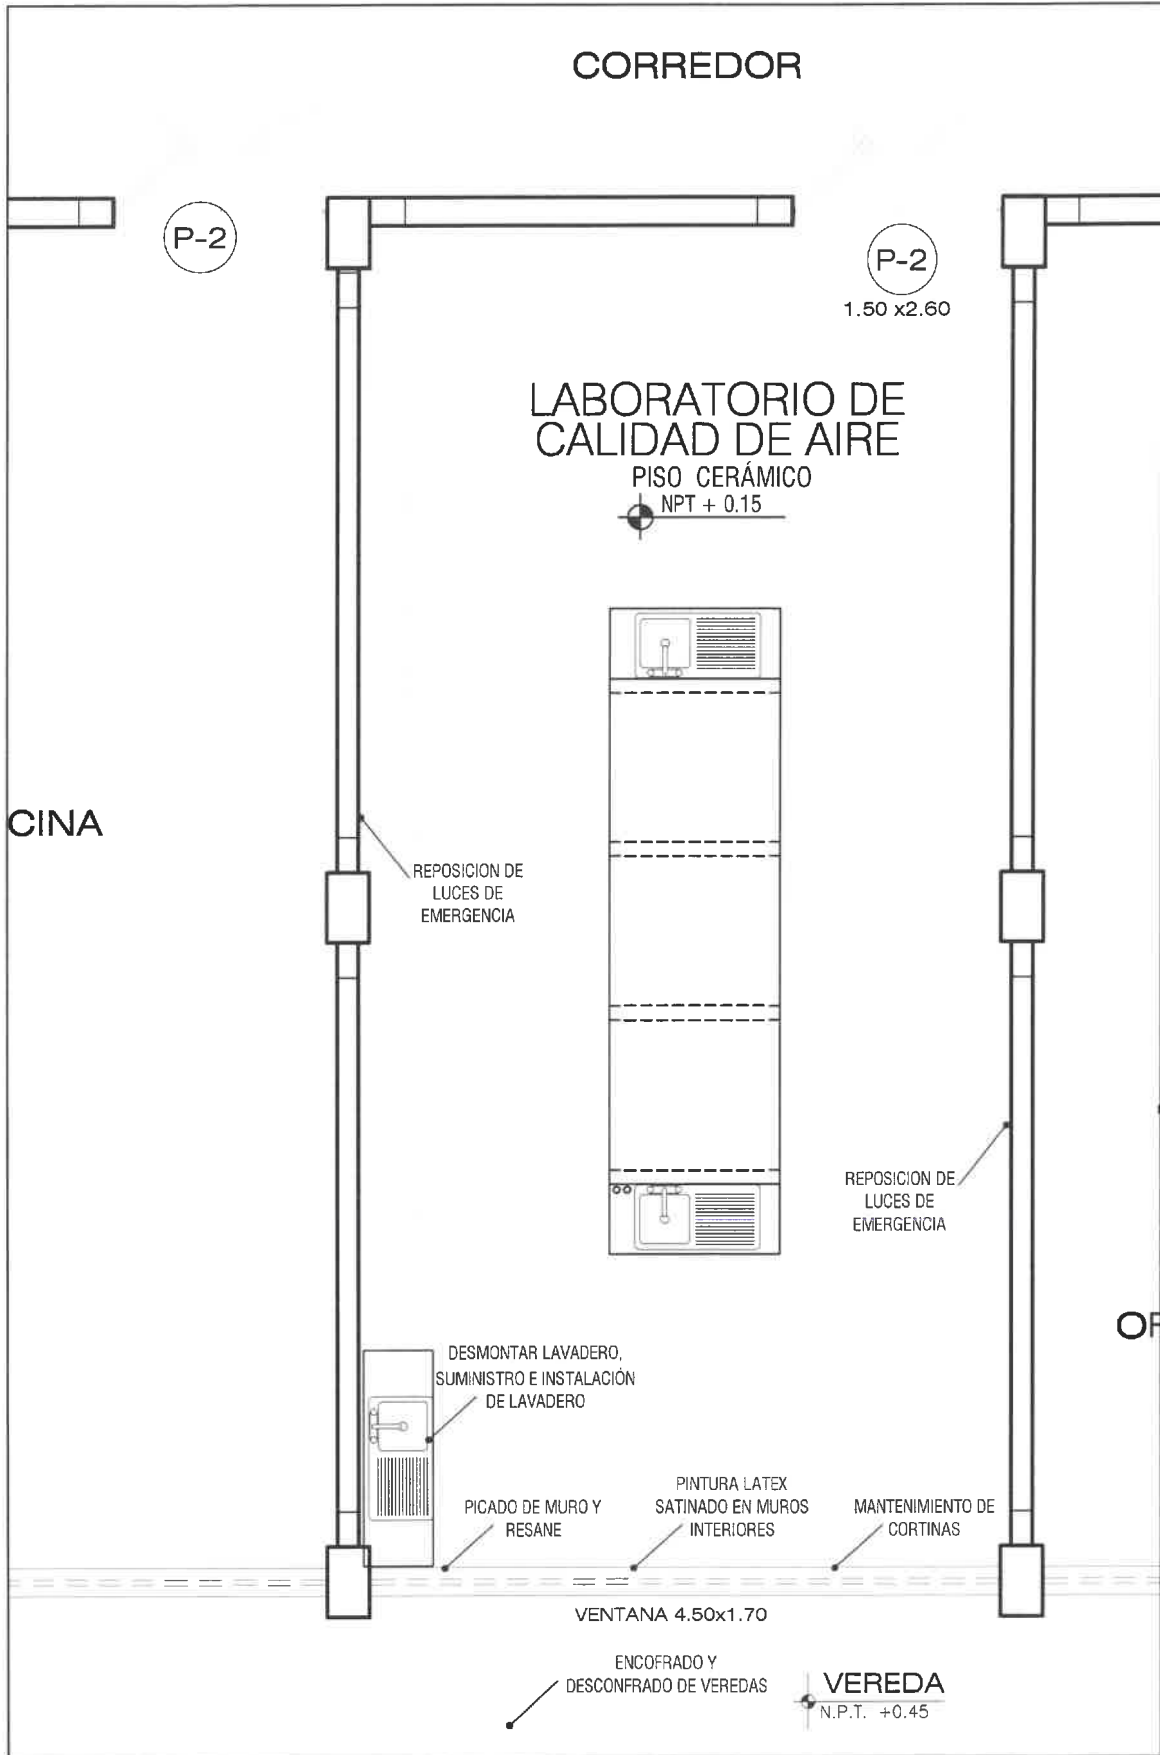 CORREDOR
P-2
P-2
1.50 x2.60
LABORATORIO DE
CALIDAD DE AIRE
PISO CERÁMICO
NPT + 0.15
CINA
REPOSICION DE
LUCES DE
EMERGENCIA
REPOSICION DE
LUCES DE
EMERGENCIA
OF
DESMONTAR LAVADERO,
SUMINISTRO E INSTALACIÓN
DE LAVADERO
PICADO DE MURO Y
RESANE
PINTURA LATEX
SATINADO EN MUROS
INTERIORES
MANTENIMIENTO DE
CORTINAS
VENTANA 4.50x1.70
ENCOFRADO Y
DESCONFRADO DE VEREDAS
VEREDA
N.P.T. +0.45